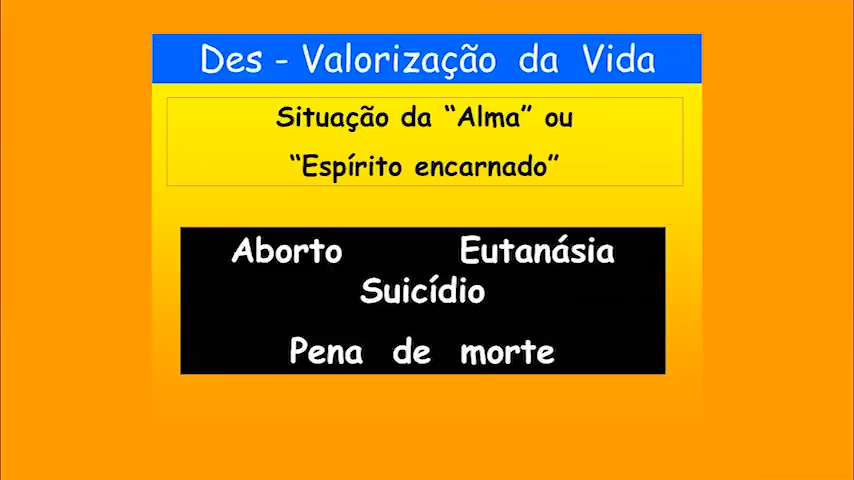 Des - Valorização da Vida
Situação da “Alma” ou
“Espírito encarnado”
Aborto Eutanásia
Suicídio
Pena de morte